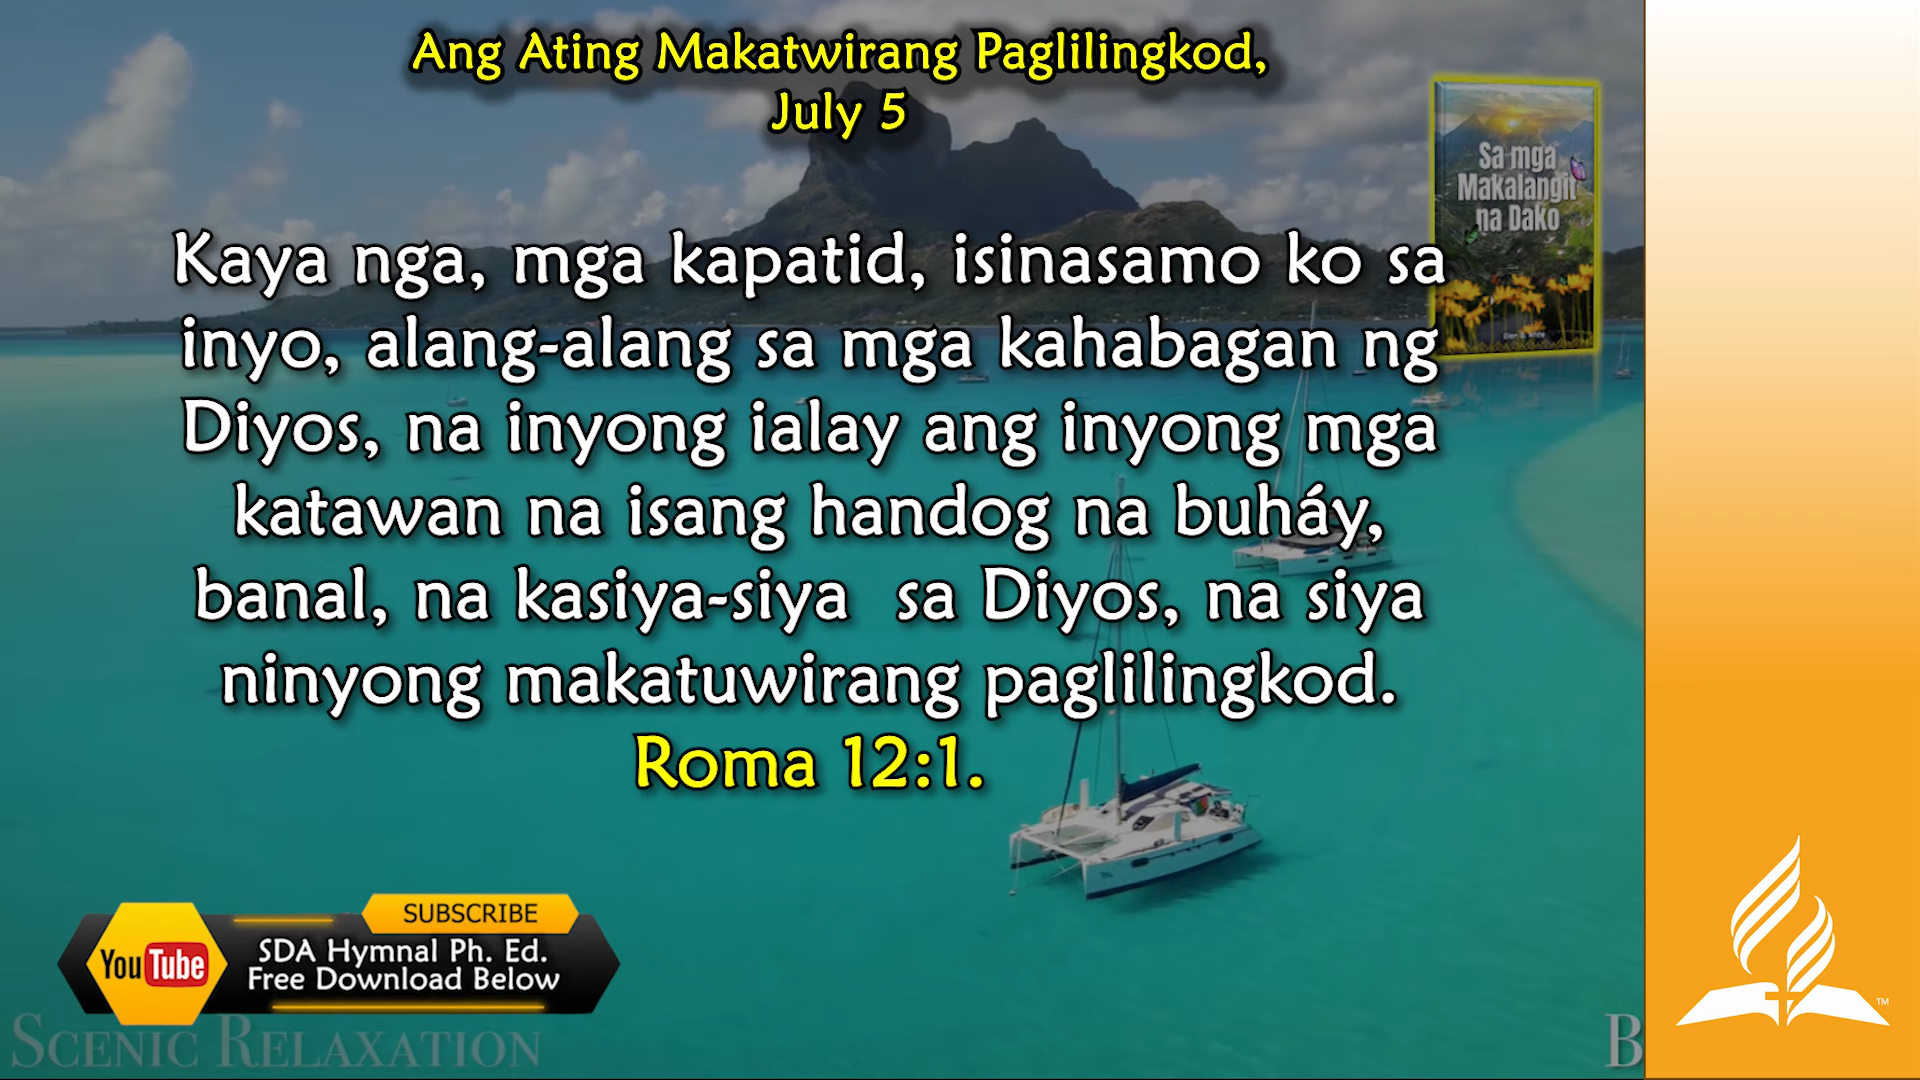 Ang Ating Makatwirang Paglilingkod,
July 5
Sa mga
Makalangit
na Dako
Ellen G. White
Kaya nga, mga kapatid, isinasamo ko sa
inyo, alang-alang sa mga kahabagan ng
Diyos, na inyong ialay ang inyong mga
katawan na isang handog na buháy,
banal, na kasiya-siya  sa Diyos, na siya
ninyong makatuwirang paglilingkod.
Roma 12:1.
SUBSCRIBE
YouTube
SDA Hymnal Ph. Ed.
Free Download Below
SCENIC RELAXATION
B
TM